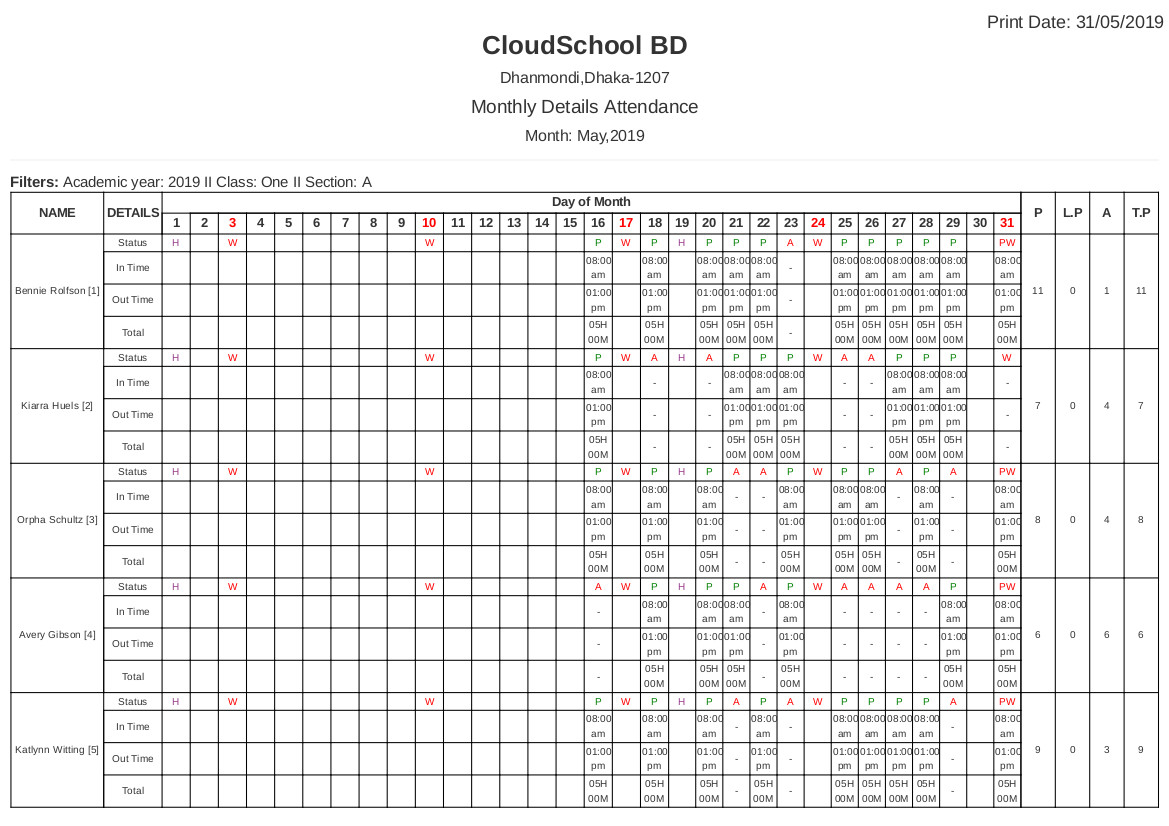 Print Date: 31/05/2019
CloudSchool BD
Dhanmondi,Dhaka-1207
Monthly Details Attendance
Month: May,2019
Filters: Academic year: 2019 II Class: One II Section: A
NAME DETAILS Day of Month P L.P A T.P
1 2 3 4 5 6 7 8 9 10 11 12 13 14 15 16 17 18 19 20 21 22 23 24 25 26 27 28 29 30 31
Bennie Rolfson [1] 11 0 1 11
Status H W W P W P H P P P A W P P P P P PW
In Time 08:00 am 08:00 am 08:00 am 08:00 am 08:00 am - 08:00 am 08:00 am 08:00 am 08:00 am 08:00 am 08:00 am
Out Time 01:00 pm 01:00 pm 01:00 pm 01:00 pm 01:00 pm - 01:00 pm 01:00 pm 01:00 pm 01:00 pm 01:00 pm 01:00 pm
Total 05H 00M 05H 00M 05H 00M 05H 00M 05H 00M - 05H 00M 05H 00M 05H 00M 05H 00M 05H 00M 05H 00M
Kiarra Huels [2] 7 0 4 7
Status H W W P W A H A P P P W A A P P P W
In Time 08:00 am - - 08:00 am 08:00 am 08:00 am - - 08:00 am 08:00 am 08:00 am -
Out Time 01:00 pm - - 01:00 pm 01:00 pm 01:00 pm - - 01:00 pm 01:00 pm 01:00 pm -
Total 05H 00M - - 05H 00M 05H 00M 05H 00M - - 05H 00M 05H 00M 05H 00M -
Orpha Schultz [3] 8 0 4 8
Status H W W P W P H P A A P W P P A P A PW
In Time 08:00 am 08:00 am 08:00 am - - 08:00 am 08:00 am 08:00 am - 08:00 am - 08:00 am
Out Time 01:00 pm 01:00 pm 01:00 pm - - 01:00 pm 01:00 pm 01:00 pm - 01:00 pm - 01:00 pm
Total 05H 00M 05H 00M 05H 00M - - 05H 00M 05H 00M 05H 00M - 05H 00M - 05H 00M
Avery Gibson [4] 6 0 6 6
Status H W W A W P H P P A P W A A A A P PW
In Time - 08:00 am 08:00 am 08:00 am - 08:00 am - - - - 08:00 am 08:00 am
Out Time - 01:00 pm 01:00 pm 01:00 pm - 01:00 pm - - - - 01:00 pm 01:00 pm
Total - 05H 00M 05H 00M 05H 00M - 05H 00M - - - - 05H 00M 05H 00M
Katlynn Witting [5] 9 0 3 9
Status H W W P W P H P A P A W P P P P A PW
In Time 08:00 am 08:00 am 08:00 am - 08:00 am - 08:00 am 08:00 am 08:00 am 08:00 am - 08:00 am
Out Time 01:00 pm 01:00 pm 01:00 pm - 01:00 pm - 01:00 pm 01:00 pm 01:00 pm 01:00 pm - 01:00 pm
Total 05H 00M 05H 00M 05H 00M - 05H 00M - 05H 00M 05H 00M 05H 00M 05H 00M - 05H 00M